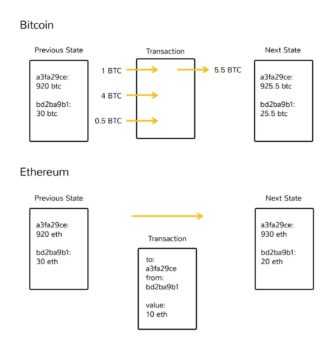 Bitcoin
Previous State
Transaction
Next State
a3fa29ce:
920 btc
bd2ba9b1:
30 btc
1 BTC
4 BTC
0.5 BTC
5.5 BTC
a3fa29ce:
925.5 btc
bd2ba9b1:
25.5 btc
Ethereum
Previous State
Next State
a3fa29ce:
920 eth
bd2ba9b1:
30 eth
Transaction
to:
a3fa29ce
from:
bd2ba9b1
value:
10 eth
a3fa29ce:
930 eth
bd2ba9b1:
20 eth